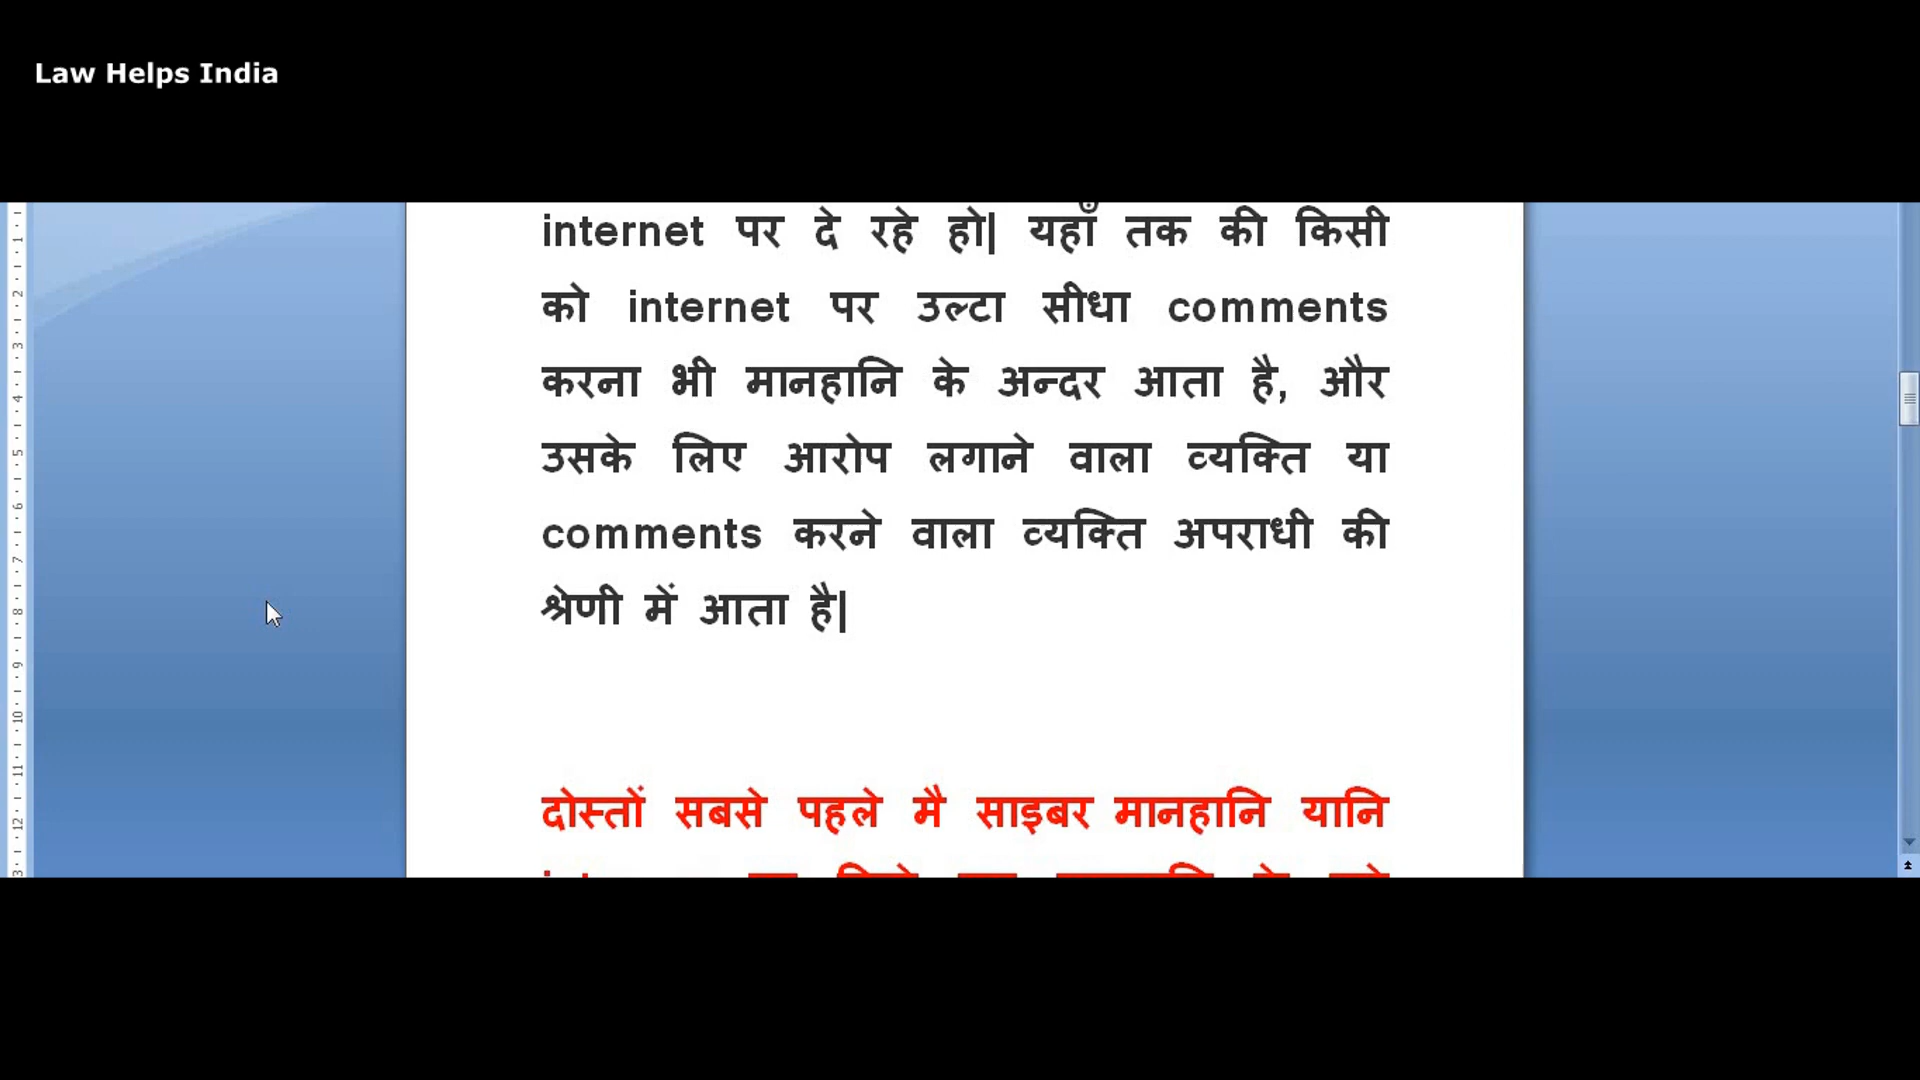 Law Helps India
internet पर दे रहे हो| यहाँ तक की किसी
को internet पर उल्टा सीधा comments
करना भी मानहानि के अन्दर आता है, और
उसके लिए आरोप लगाने वाला व्यक्ति या
comments करने वाला व्यक्ति अपराधी की
श्रेणी में आता है|
दोस्तों सबसे पहले मै साइबर मानहानि यानि